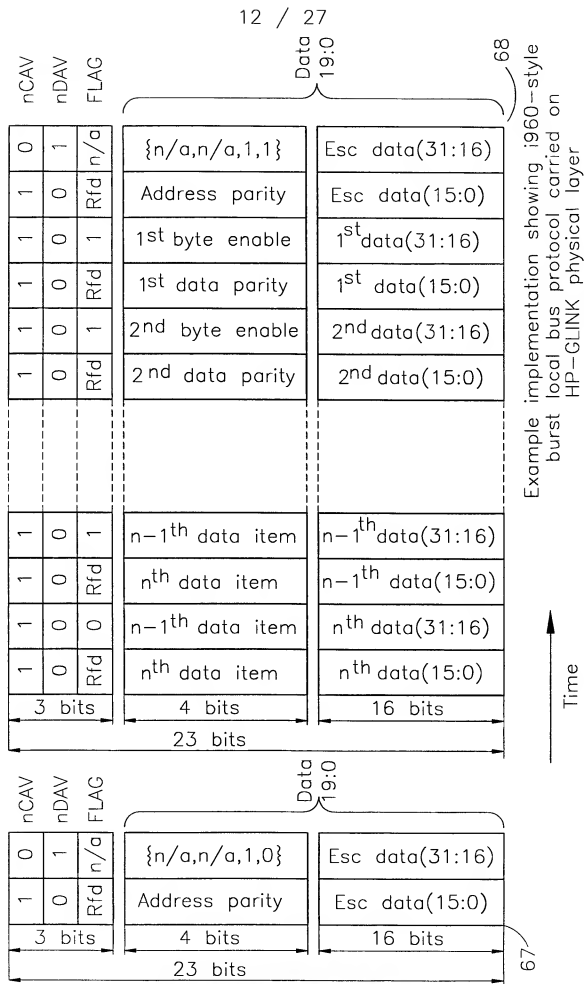 12 / 27
nCAV nDAV FLAG
Data 19:0
0 1 n/a {n/a,n/a,1,1} Esc data(31:16)
1 0 Rfd Address parity Esc data(15:0)
1 0 1 1st byte enable 1st data(31:16)
1 0 Rfd 1st data parity 1st data(15:0)
1 0 1 2nd byte enable 2nd data(31:16)
1 0 Rfd 2nd data parity 2nd data(15:0)
1 0 1 n-1th data item n-1th data(31:16)
1 0 Rfd nth data item n-1th data(15:0)
1 0 0 n-1th data item nth data(31:16)
1 0 Rfd nth data item nth data(15:0)
3 bits 4 bits 16 bits
23 bits
68
Example implementation showing i960-style
burst local bus protocol carried on
HP-GLINK physical layer
Time
nCAV nDAV FLAG
Data 19:0
0 1 n/a {n/a,n/a,1,0} Esc data(31:16)
1 0 Rfd Address parity Esc data(15:0)
3 bits 4 bits 16 bits
23 bits
67